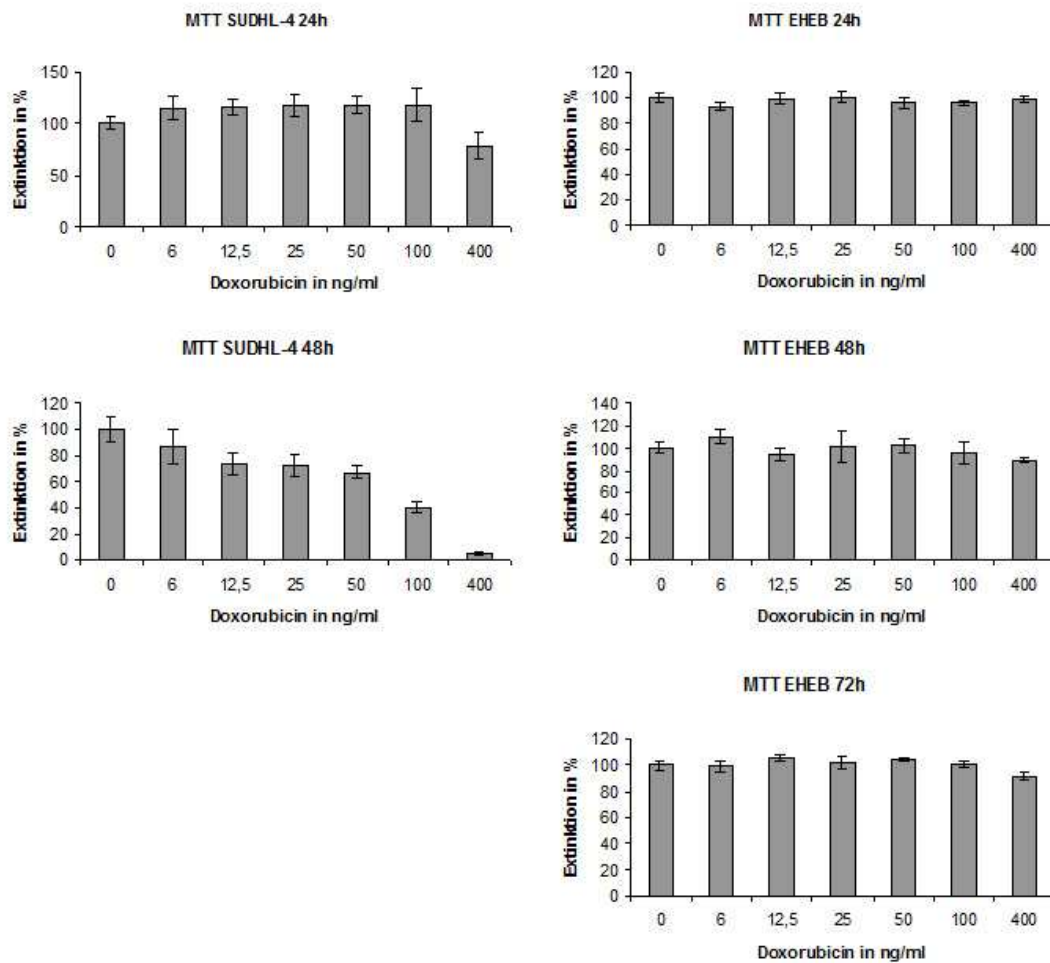 MTT SUDHL-4 24h
Extinktion in %
150
100
50
0
0 6 12,5 25 50 100 400
Doxorubicin in ng/ml
MTT EHEB 24h
Extinktion in %
120
100
80
60
40
20
0
0 6 12,5 25 50 100 400
Doxorubicin in ng/ml
MTT SUDHL-4 48h
Extinktion in %
120
100
80
60
40
20
0
0 6 12,5 25 50 100 400
Doxorubicin in ng/ml
MTT EHEB 48h
Extinktion in %
140
120
100
80
60
40
20
0
0 6 12,5 25 50 100 400
Doxorubicin in ng/ml
MTT EHEB 72h
Extinktion in %
120
100
80
60
40
20
0
0 6 12,5 25 50 100 400
Doxorubicin in ng/ml